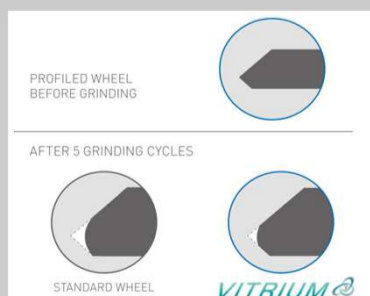 PROFILED WHEEL
BEFORE GRINDING
AFTER 5 GRINDING CYCLES
STANDARD WHEEL
VITRIUM